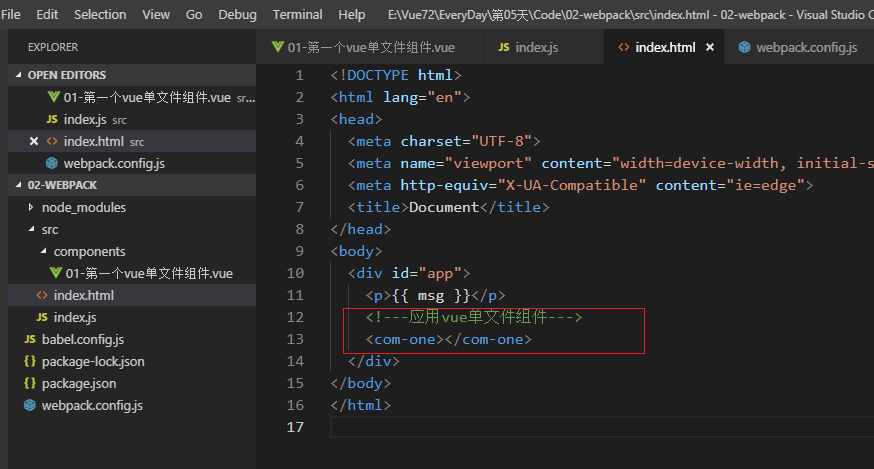 File Edit Selection View Go Debug Terminal Help E:\Vue72\EveryDay\第05天\Code\02-webpack\src\index.html - 02-webpack - Visual Studio C
EXPLORER
01-第一个vue单文件组件.vue
index.js
index.html
webpack.config.js
OPEN EDITORS
01-第一个vue单文件组件.vue sr...
index.js src
index.html src
webpack.config.js
02-WEBPACK
node_modules
src
components
01-第一个vue单文件组件.vue
index.html
index.js
babel.config.js
package-lock.json
package.json
webpack.config.js
1 <!DOCTYPE html>
2 <html lang="en">
3 <head>
4 <meta charset="UTF-8">
5 <meta name="viewport" content="width=device-width, initial-s
6 <meta http-equiv="X-UA-Compatible" content="ie=edge">
7 <title>Document</title>
8 </head>
9 <body>
10 <div id="app">
11 <p>{{ msg }}</p>
12 <!---应用vue单文件组件--->
13 <com-one></com-one>
14 </div>
15 </body>
16 </html>
17